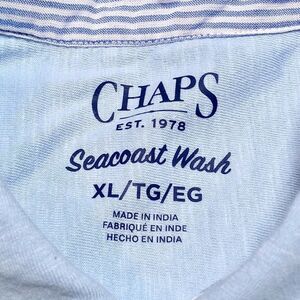 CHAPS
EST. 1978
Seacoast Wash
XL/TG/EG
MADE IN INDIA
FABRIQUÉ EN INDE
HECHO EN INDIA